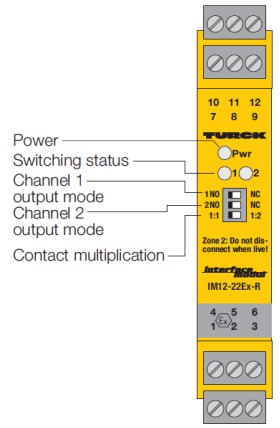 10 11 12
7 8 9
TURCK
Power
Pwr
Switching status
1 2
Channel 1
output mode
1 NO NC
Channel 2
output mode
2 NO NC
1:1 1:2
Contact multiplication
Zone 2: Do not dis-
connect when live!
Interface
modul
IM12-22Ex-R
4 5 6
Ex
1 2 3